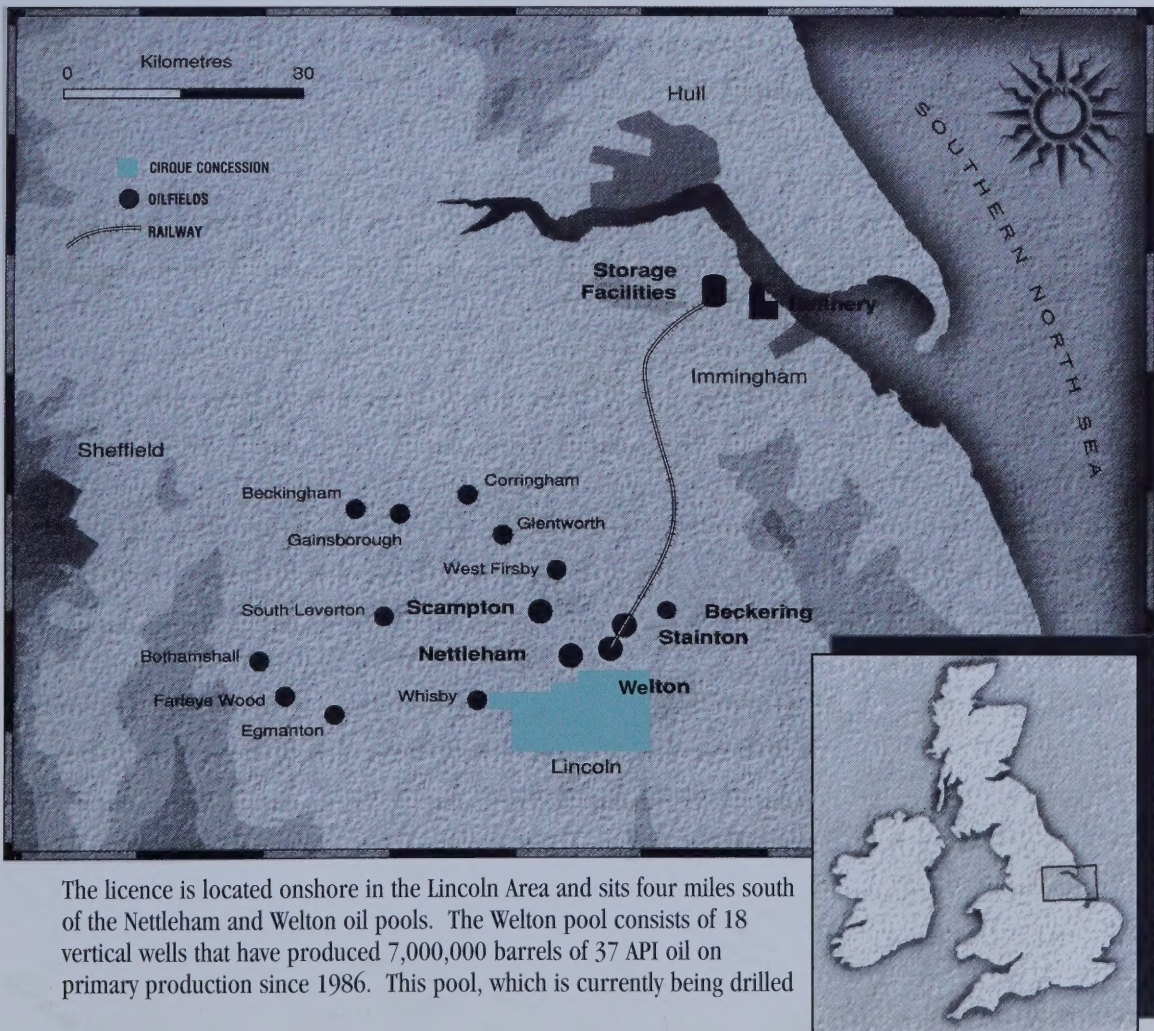 Kilometres
0 30
CIRQUE CONCESSION
OILFIELDS
RAILWAY
Hull
SOUTHERN NORTH SEA
Storage
Facilities
Refinery
Immingham
Sheffield
Beckingham
Corringham
Gainsborough
Glentworth
West Firsby
South Leverton
Scampton
Beckering
Stainton
Nettleham
Bothamshall
Farleys Wood
Whisby
Welton
Egmanton
Lincoln
The licence is located onshore in the Lincoln Area and sits four miles south
of the Nettleham and Welton oil pools. The Welton pool consists of 18
vertical wells that have produced 7,000,000 barrels of 37 API oil on
primary production since 1986. This pool, which is currently being drilled